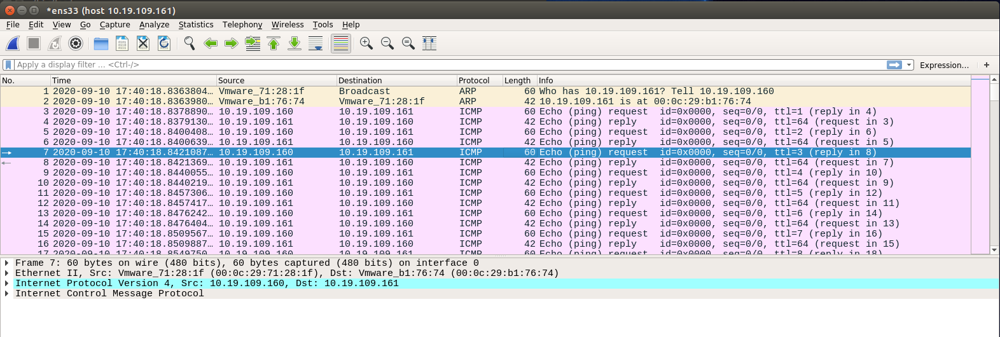 *ens33 (host 10.19.109.161)
File Edit View Go Capture Analyze Statistics Telephony Wireless Tools Help
Apply a display filter ... <Ctrl-/> Expression... +
No. Time Source Destination Protocol Length Info
1 2020-09-10 17:40:18.8363804... Vmware_71:28:1f Broadcast ARP 60 Who has 10.19.109.161? Tell 10.19.109.160
2 2020-09-10 17:40:18.8363980... Vmware_b1:76:74 Vmware_71:28:1f ARP 42 10.19.109.161 is at 00:0c:29:b1:76:74
3 2020-09-10 17:40:18.8378890... 10.19.109.160 10.19.109.161 ICMP 60 Echo (ping) request id=0x0000, seq=0/0, ttl=1 (reply in 4)
4 2020-09-10 17:40:18.8379130... 10.19.109.161 10.19.109.160 ICMP 42 Echo (ping) reply id=0x0000, seq=0/0, ttl=64 (request in 3)
5 2020-09-10 17:40:18.8400408... 10.19.109.160 10.19.109.161 ICMP 60 Echo (ping) request id=0x0000, seq=0/0, ttl=2 (reply in 6)
6 2020-09-10 17:40:18.8400639... 10.19.109.161 10.19.109.160 ICMP 42 Echo (ping) reply id=0x0000, seq=0/0, ttl=64 (request in 5)
7 2020-09-10 17:40:18.8421087... 10.19.109.160 10.19.109.161 ICMP 60 Echo (ping) request id=0x0000, seq=0/0, ttl=3 (reply in 8)
8 2020-09-10 17:40:18.8421369... 10.19.109.161 10.19.109.160 ICMP 42 Echo (ping) reply id=0x0000, seq=0/0, ttl=64 (request in 7)
9 2020-09-10 17:40:18.8440055... 10.19.109.160 10.19.109.161 ICMP 60 Echo (ping) request id=0x0000, seq=0/0, ttl=4 (reply in 10)
10 2020-09-10 17:40:18.8440219... 10.19.109.161 10.19.109.160 ICMP 42 Echo (ping) reply id=0x0000, seq=0/0, ttl=64 (request in 9)
11 2020-09-10 17:40:18.8457306... 10.19.109.160 10.19.109.161 ICMP 60 Echo (ping) request id=0x0000, seq=0/0, ttl=5 (reply in 12)
12 2020-09-10 17:40:18.8457417... 10.19.109.161 10.19.109.160 ICMP 42 Echo (ping) reply id=0x0000, seq=0/0, ttl=64 (request in 11)
13 2020-09-10 17:40:18.8476242... 10.19.109.160 10.19.109.161 ICMP 60 Echo (ping) request id=0x0000, seq=0/0, ttl=6 (reply in 14)
14 2020-09-10 17:40:18.8476404... 10.19.109.161 10.19.109.160 ICMP 42 Echo (ping) reply id=0x0000, seq=0/0, ttl=64 (request in 13)
15 2020-09-10 17:40:18.8509567... 10.19.109.160 10.19.109.161 ICMP 60 Echo (ping) request id=0x0000, seq=0/0, ttl=7 (reply in 16)
16 2020-09-10 17:40:18.8509887... 10.19.109.161 10.19.109.160 ICMP 42 Echo (ping) reply id=0x0000, seq=0/0, ttl=64 (request in 15)
17 2020-09-10 17:40:18.8549750... 10.19.109.160 10.19.109.161 ICMP 60 Echo (ping) request id=0x0000, seq=0/0, ttl=8 (reply in 18)
Frame 7: 60 bytes on wire (480 bits), 60 bytes captured (480 bits) on interface 0
Ethernet II, Src: Vmware_71:28:1f (00:0c:29:71:28:1f), Dst: Vmware_b1:76:74 (00:0c:29:b1:76:74)
Internet Protocol Version 4, Src: 10.19.109.160, Dst: 10.19.109.161
Internet Control Message Protocol